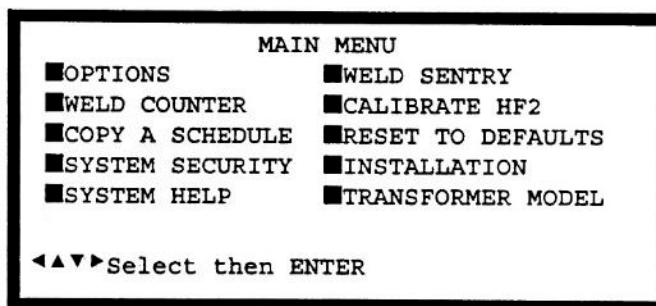 MAIN MENU
■OPTIONS ■WELD SENTRY
■WELD COUNTER ■CALIBRATE HF2
■COPY A SCHEDULE ■RESET TO DEFAULTS
■SYSTEM SECURITY ■INSTALLATION
■SYSTEM HELP ■TRANSFORMER MODEL
◄▲▼►Select then ENTER